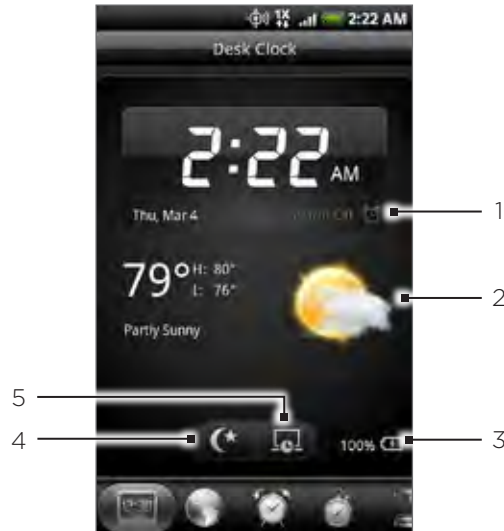 1X 2:22 AM
Desk Clock
2:22 AM
Thu, Mar 4
1
79° H: 80°
L: 76°
2
Partly Sunny
5
4
100%
3